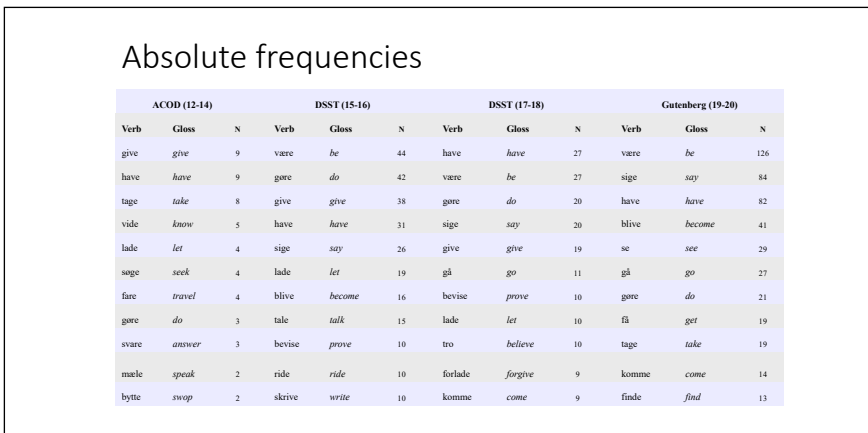 Absolute frequencies
ACOD (12-14) DSST (15-16) DSST (17-18) Gutenberg (19-20)
Verb Gloss N Verb Gloss N Verb Gloss N Verb Gloss N
give give 9 være be 44 have have 27 være be 126
have have 9 gøre do 42 være be 27 sige say 84
tage take 8 give give 38 gøre do 20 have have 82
vide know 5 have have 31 sige say 20 blive become 41
lade let 4 sige say 26 give give 19 se see 29
søge seek 4 lade let 19 gå go 11 gå go 27
fare travel 4 blive become 16 bevise prove 10 gøre do 21
gøre do 3 tale talk 15 lade let 10 få get 19
svare answer 3 bevise prove 10 tro believe 10 tage take 19
mæle speak 2 ride ride 10 forlade forgive 9 komme come 14
bytte swop 2 skrive write 10 komme come 9 finde find 13